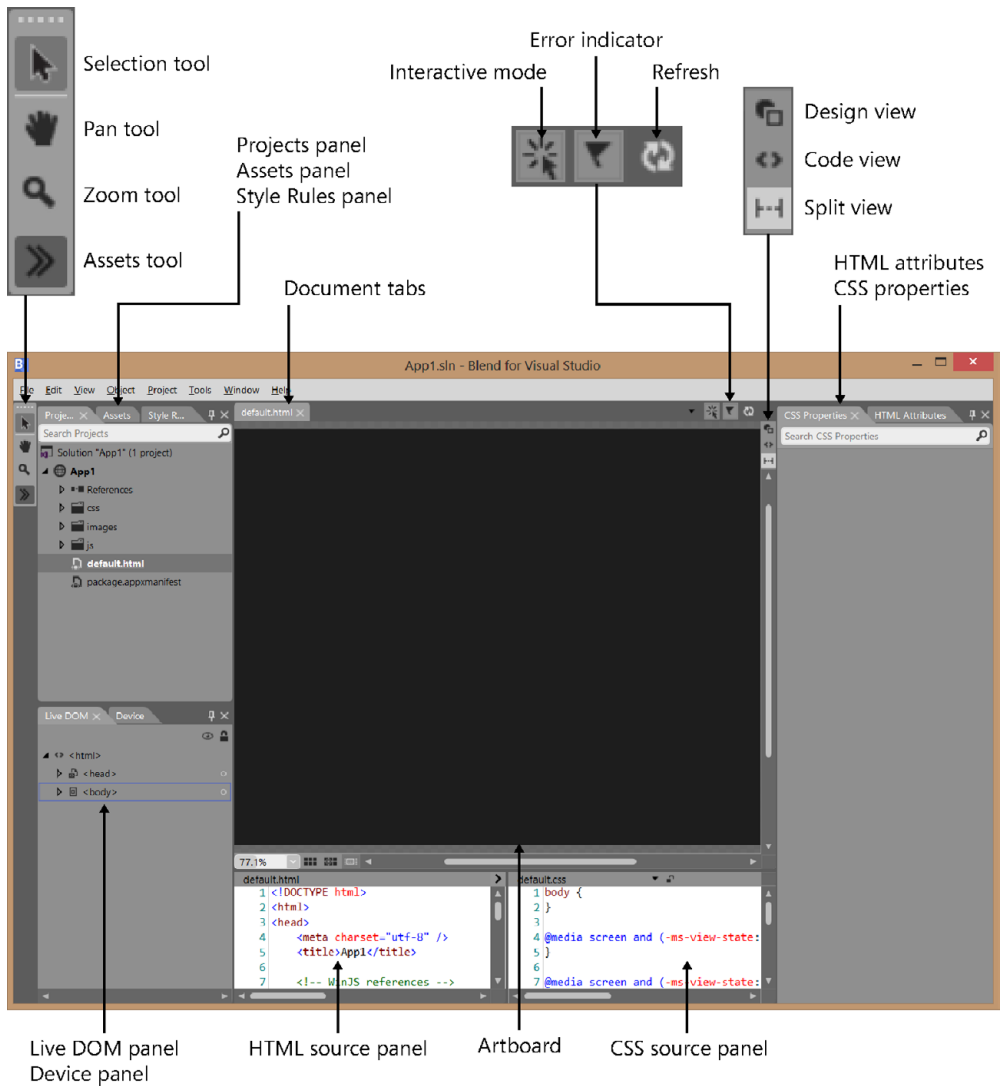 Selection tool
Pan tool
Zoom tool
Assets tool
Projects panel
Assets panel
Style Rules panel
Document tabs
Error indicator
Interactive mode
Refresh
Design view
Code view
Split view
HTML attributes
CSS properties
App1.sln - Blend for Visual Studio
File Edit View Object Project Tools Window Help
Proje... Assets Style R...
default.html
CSS Properties HTML Attributes
Search Projects
Search CSS Properties
Solution "App1" (1 project)
App1
References
css
images
js
default.html
package.appxmanifest
Live DOM Device
<html>
<head>
<body>
77.1%
default.html
1 <!DOCTYPE html>
2 <html>
3 <head>
4 <meta charset="utf-8" />
5 <title>App1</title>
6
7 <!-- WinJS references -->
default.css
1 body {
2 }
3
4 @media screen and (-ms-view-state:
5 }
6
7 @media screen and (-ms-view-state:
Live DOM panel
Device panel
HTML source panel
Artboard
CSS source panel